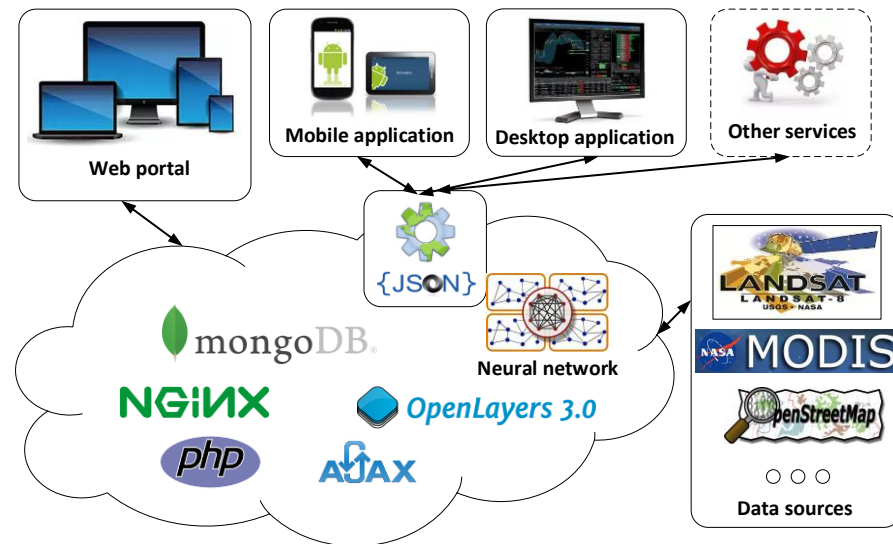 Web portal
Mobile application
Desktop application
Other services
{JSON}
mongoDB®
Neural network
NGiNX
OpenLayers 3.0
php
AJAX
LANDSAT
LANDSAT-8
USGS • NASA
NASA
MODIS
OpenStreetMap
Data sources